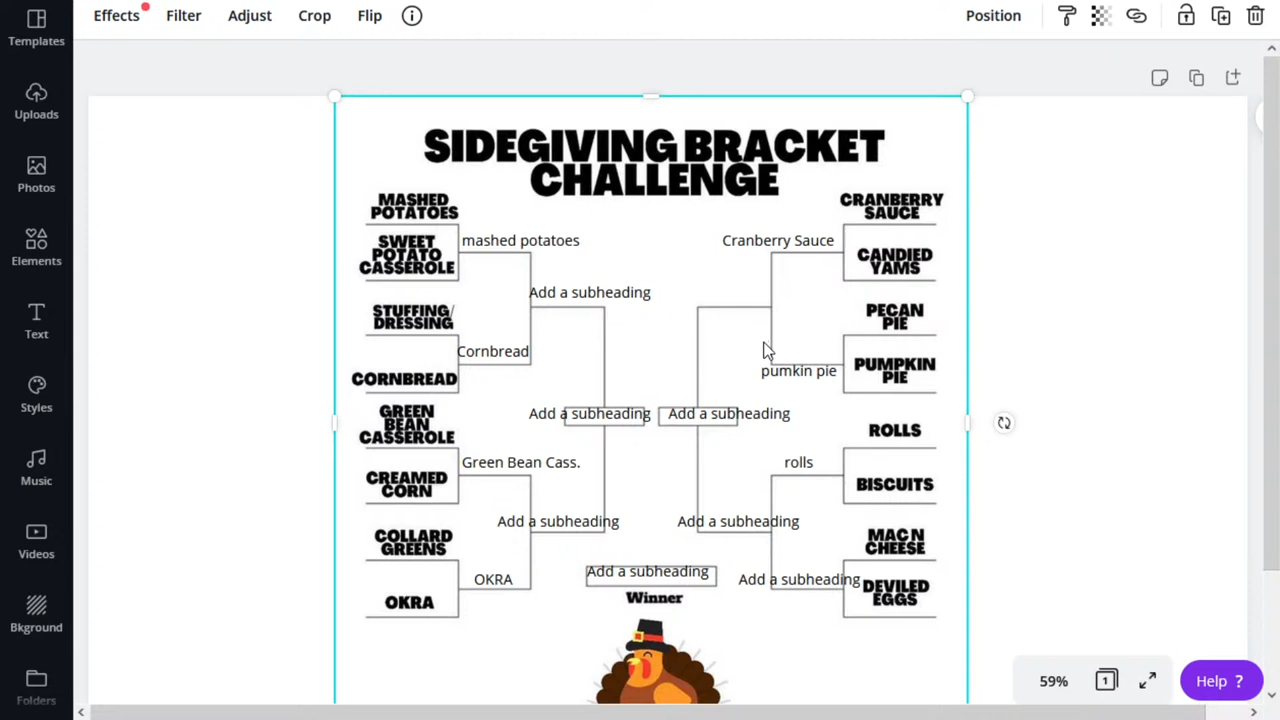 Effects
Filter
Adjust
Crop
Flip
Position
Templates
Uploads
Photos
Elements
Text
Styles
Music
Videos
Bkground
Folders
SIDEGIVING BRACKET
CHALLENGE
MASHED
POTATOES
SWEET
POTATO
CASSEROLE
STUFFING/
DRESSING
CORNBREAD
GREEN
BEAN
CASSEROLE
CREAMED
CORN
COLLARD
GREENS
OKRA
mashed potatoes
Cornbread
Green Bean Cass.
OKRA
Add a subheading
Add a subheading
Add a subheading
Add a subheading
Winner
Add a subheading
Add a subheading
Cranberry Sauce
pumkin pie
rolls
Add a subheading
CRANBERRY
SAUCE
CANDIED
YAMS
PECAN
PIE
PUMPKIN
PIE
ROLLS
BISCUITS
MAC N
CHEESE
DEVILED
EGGS
59%
1
Help ?